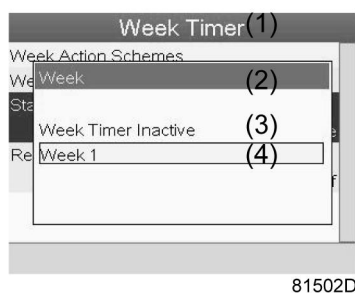 Week Timer (1)
Week Action Schemes
We
Week (2)
Sta
Week Timer Inactive (3)
e
Re
Week 1 (4)
f
81502D